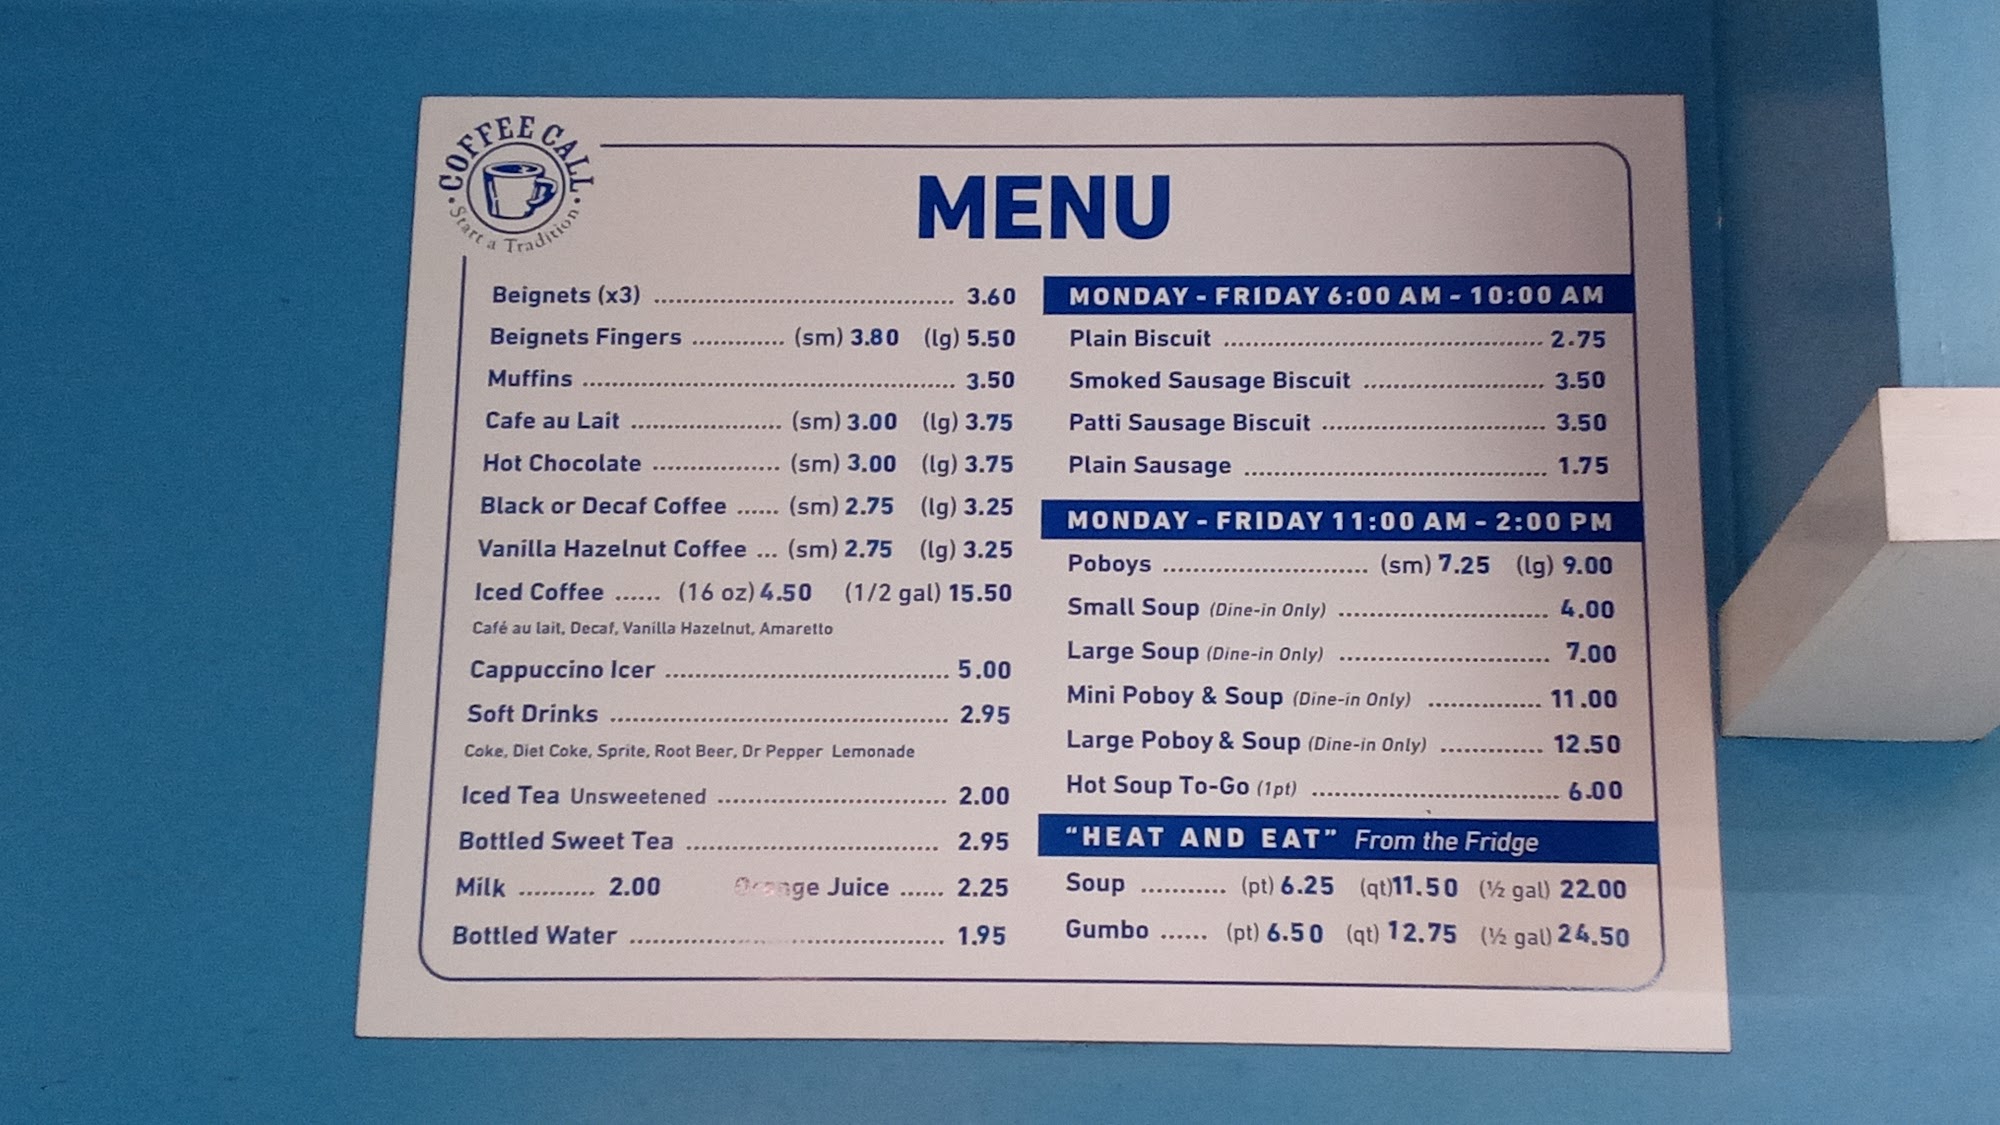 COFFEE CALL
• Start a Tradition •
MENU
Beignets (x3) ........ 3.60
Beignets Fingers ........ (sm) 3.80 (lg) 5.50
Muffins ........ 3.50
Cafe au Lait ........ (sm) 3.00 (lg) 3.75
Hot Chocolate ........ (sm) 3.00 (lg) 3.75
Black or Decaf Coffee ...... (sm) 2.75 (lg) 3.25
Vanilla Hazelnut Coffee ... (sm) 2.75 (lg) 3.25
Iced Coffee ...... (16 oz) 4.50 (1/2 gal) 15.50
Café au lait, Decaf, Vanilla Hazelnut, Amaretto
Cappuccino Icer ........ 5.00
Soft Drinks ........ 2.95
Coke, Diet Coke, Sprite, Root Beer, Dr Pepper Lemonade
Iced Tea Unsweetened ........ 2.00
Bottled Sweet Tea ........ 2.95
Milk .......... 2.00 Orange Juice ...... 2.25
Bottled Water ........ 1.95
MONDAY - FRIDAY 6:00 AM - 10:00 AM
Plain Biscuit ........ 2.75
Smoked Sausage Biscuit ........ 3.50
Patti Sausage Biscuit ........ 3.50
Plain Sausage ........ 1.75
MONDAY - FRIDAY 11:00 AM - 2:00 PM
Poboys ........ (sm) 7.25 (lg) 9.00
Small Soup (Dine-in Only) ........ 4.00
Large Soup (Dine-in Only) ........ 7.00
Mini Poboy & Soup (Dine-in Only) ........ 11.00
Large Poboy & Soup (Dine-in Only) ........ 12.50
Hot Soup To-Go (1pt) ........ 6.00
"HEAT AND EAT" From the Fridge
Soup ........... (pt) 6.25 (qt) 11.50 (½ gal) 22.00
Gumbo ...... (pt) 6.50 (qt) 12.75 (½ gal) 24.50